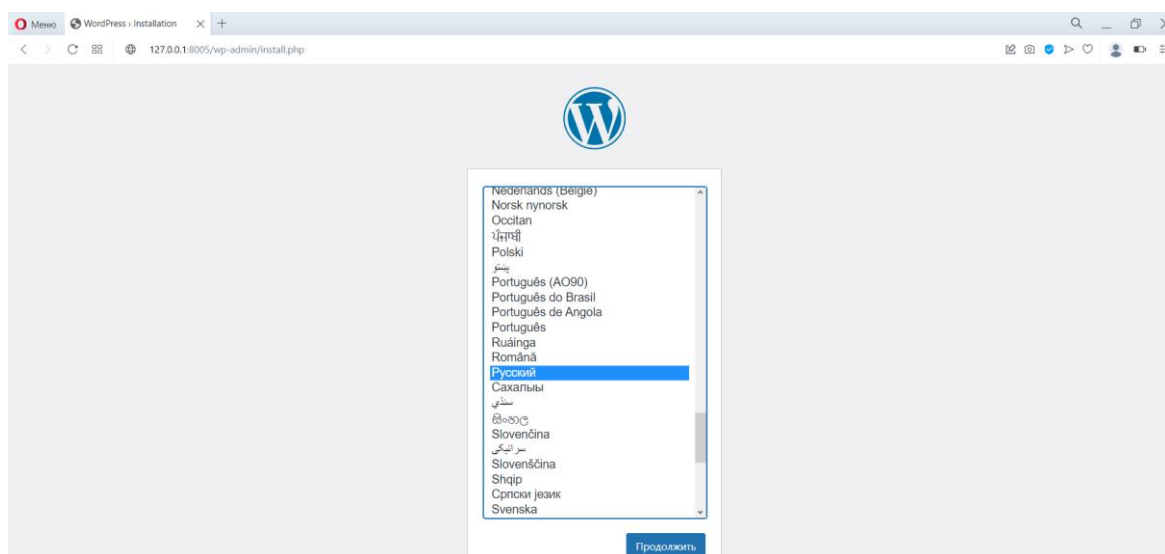 Меню
WordPress › Installation
127.0.0.1:8005/wp-admin/install.php
Nederlands (België)
Norsk nynorsk
Occitan
ਪੰਜਾਬੀ
Polski
پښتو
Português (AO90)
Português do Brasil
Português de Angola
Português
Ruáinga
Română
Русский
Сахалыы
سنڌي
සිංහල
Slovenčina
سرائیکی
Slovenščina
Shqip
Српски језик
Svenska
Продолжить